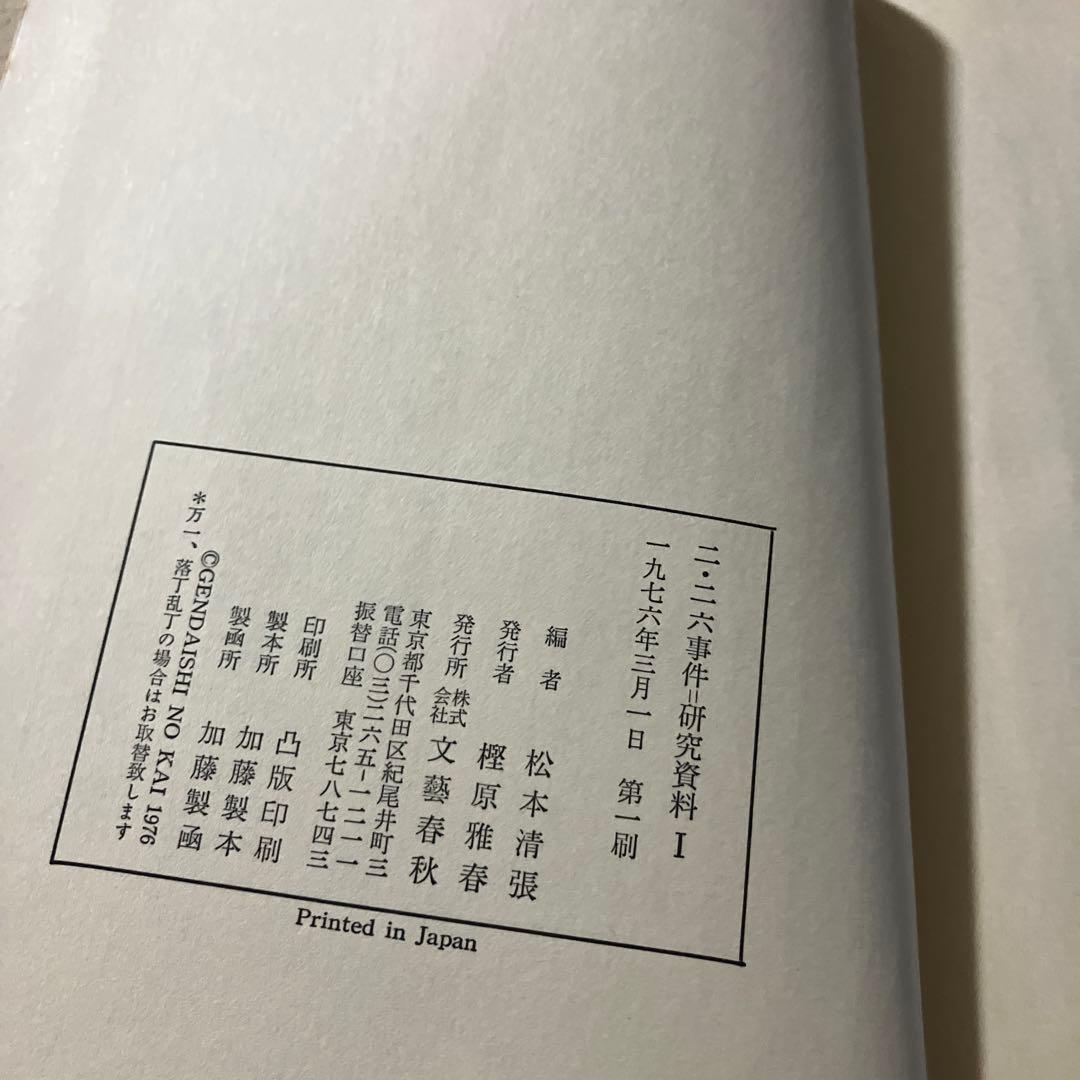 二・二六事件＝研究資料 Ⅰ
一九七六年三月一日　第一刷
編　者　松本清張
発行者　樫原雅春
発行所　株式会社　文藝春秋
東京都千代田区紀尾井町三
電話(〇三)二六五―一二一一
振替口座　東京七八七四三
印刷所　凸版印刷
製本所　加藤製本
製函所　加藤製函
©GENDAISHI NO KAI 1976
＊万一、落丁乱丁の場合はお取替致します
Printed in Japan